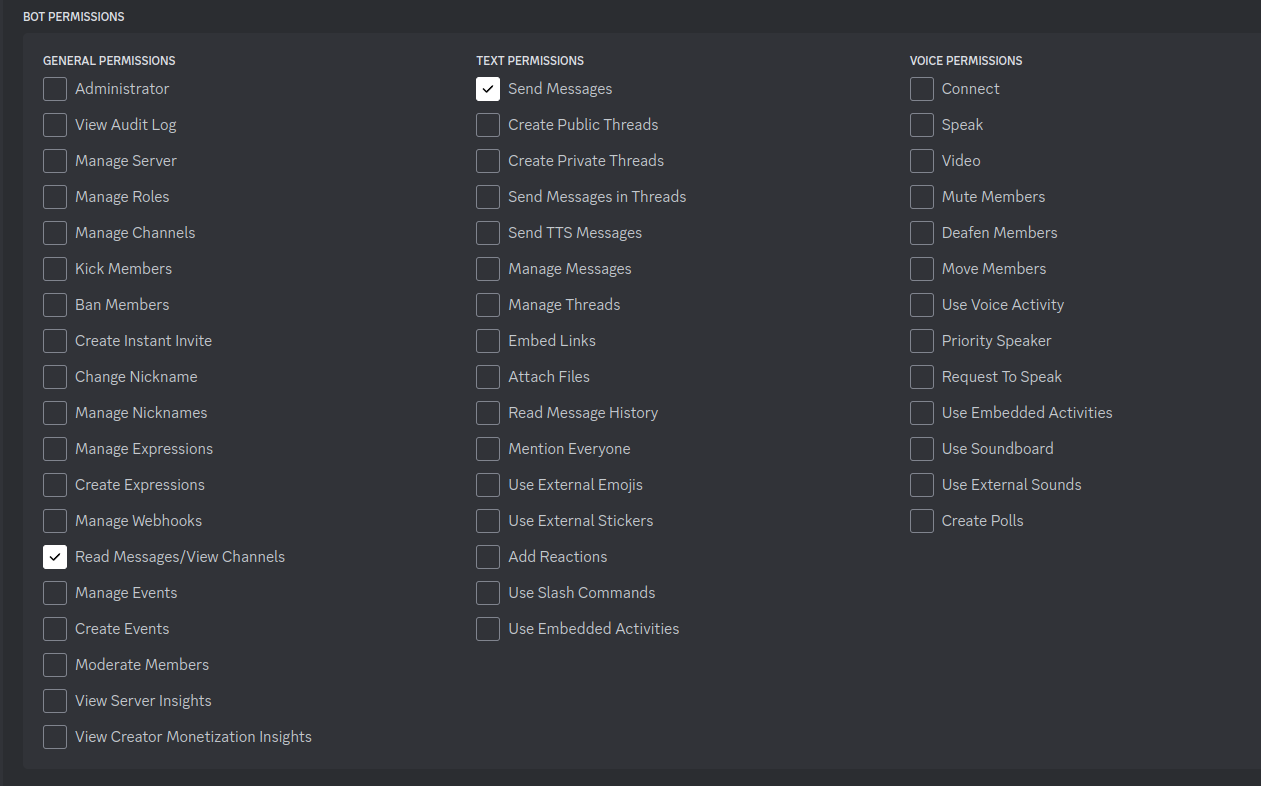 BOT PERMISSIONS
GENERAL PERMISSIONS
Administrator
View Audit Log
Manage Server
Manage Roles
Manage Channels
Kick Members
Ban Members
Create Instant Invite
Change Nickname
Manage Nicknames
Manage Expressions
Create Expressions
Manage Webhooks
Read Messages/View Channels
Manage Events
Create Events
Moderate Members
View Server Insights
View Creator Monetization Insights
TEXT PERMISSIONS
Send Messages
Create Public Threads
Create Private Threads
Send Messages in Threads
Send TTS Messages
Manage Messages
Manage Threads
Embed Links
Attach Files
Read Message History
Mention Everyone
Use External Emojis
Use External Stickers
Add Reactions
Use Slash Commands
Use Embedded Activities
VOICE PERMISSIONS
Connect
Speak
Video
Mute Members
Deafen Members
Move Members
Use Voice Activity
Priority Speaker
Request To Speak
Use Embedded Activities
Use Soundboard
Use External Sounds
Create Polls